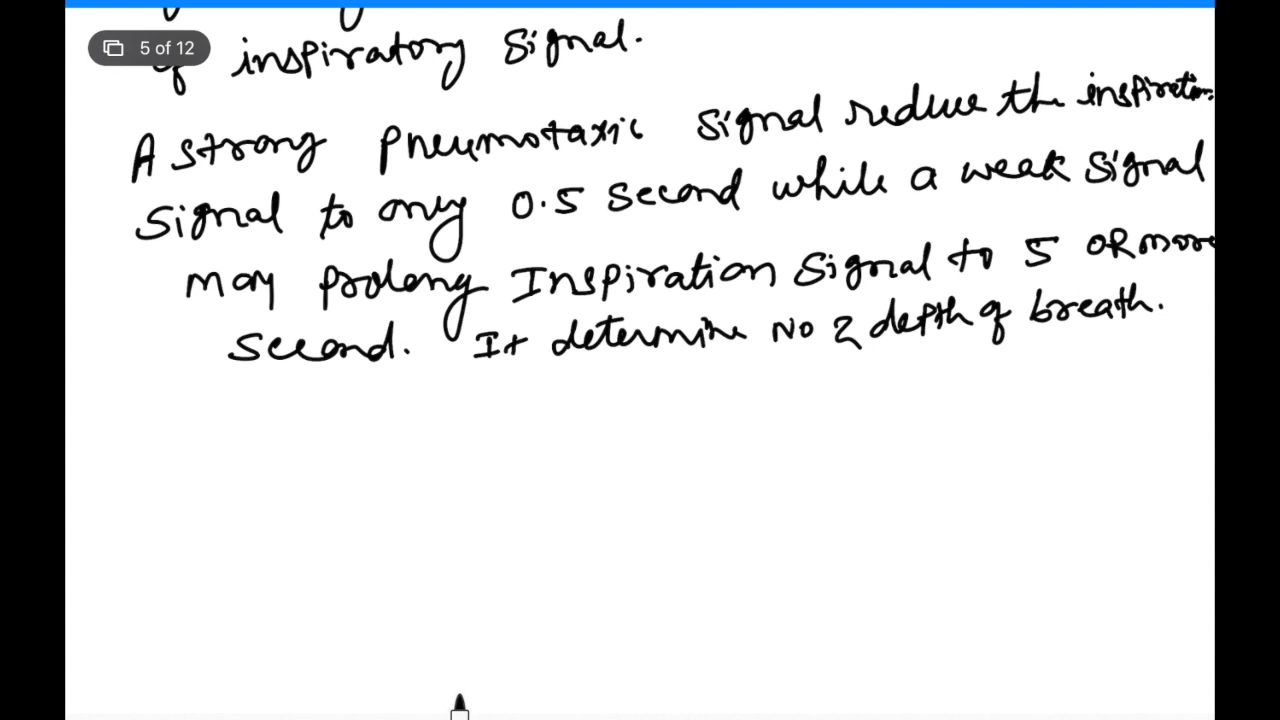 5 of 12
of inspiratory signal.
A strong pneumotaxic signal reduce the inspiration
signal to only 0.5 second while a weak signal
may prolong Inspiration signal to 5 OR more
second. It determine No & depth of breath.